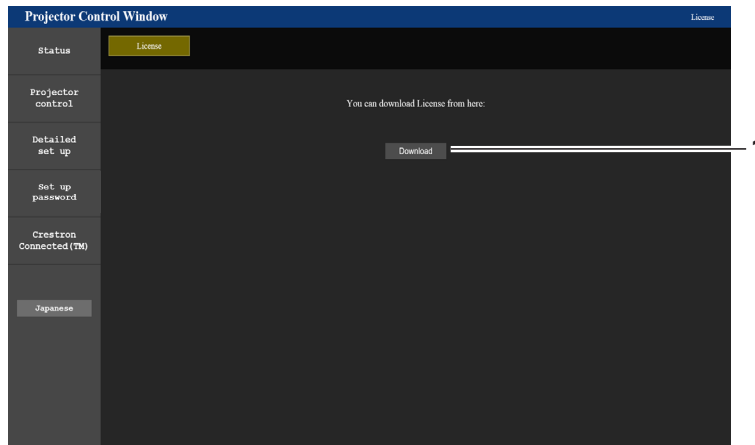 Projector Control Window
License
Status
License
Projector
control
You can download License from here:
Detailed
set up
Download
Set up
password
Crestron
Connected(TM)
Japanese